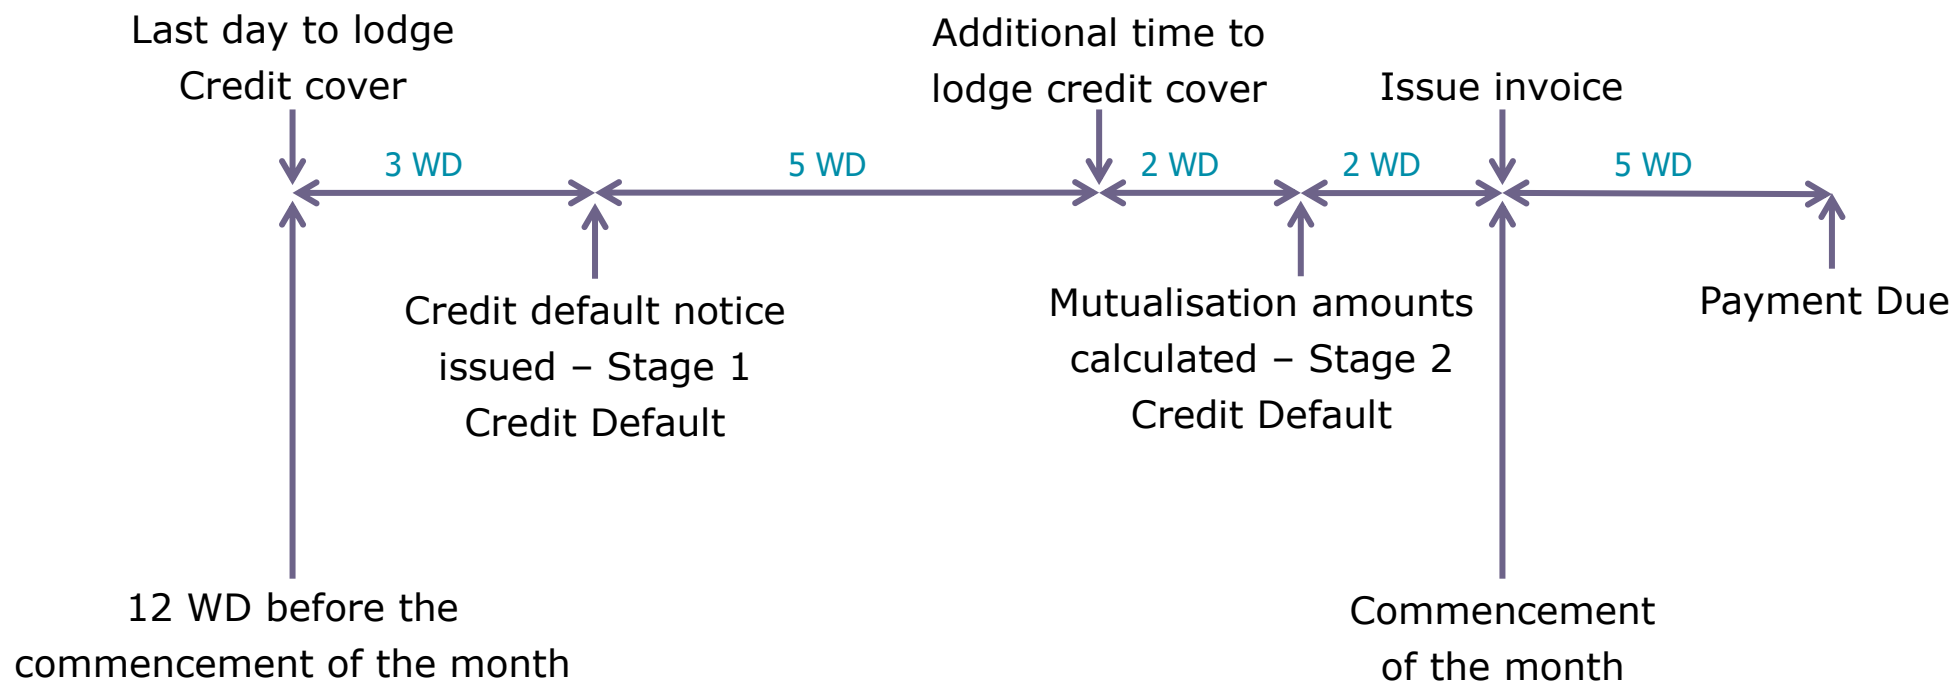 Last day to lodge
Credit cover
Additional time to
lodge credit cover
Issue invoice
3 WD
5 WD
2 WD
2 WD
5 WD
Credit default notice
issued – Stage 1
Credit Default
Mutualisation amounts
calculated – Stage 2
Credit Default
Payment Due
12 WD before the
commencement of the month
Commencement
of the month